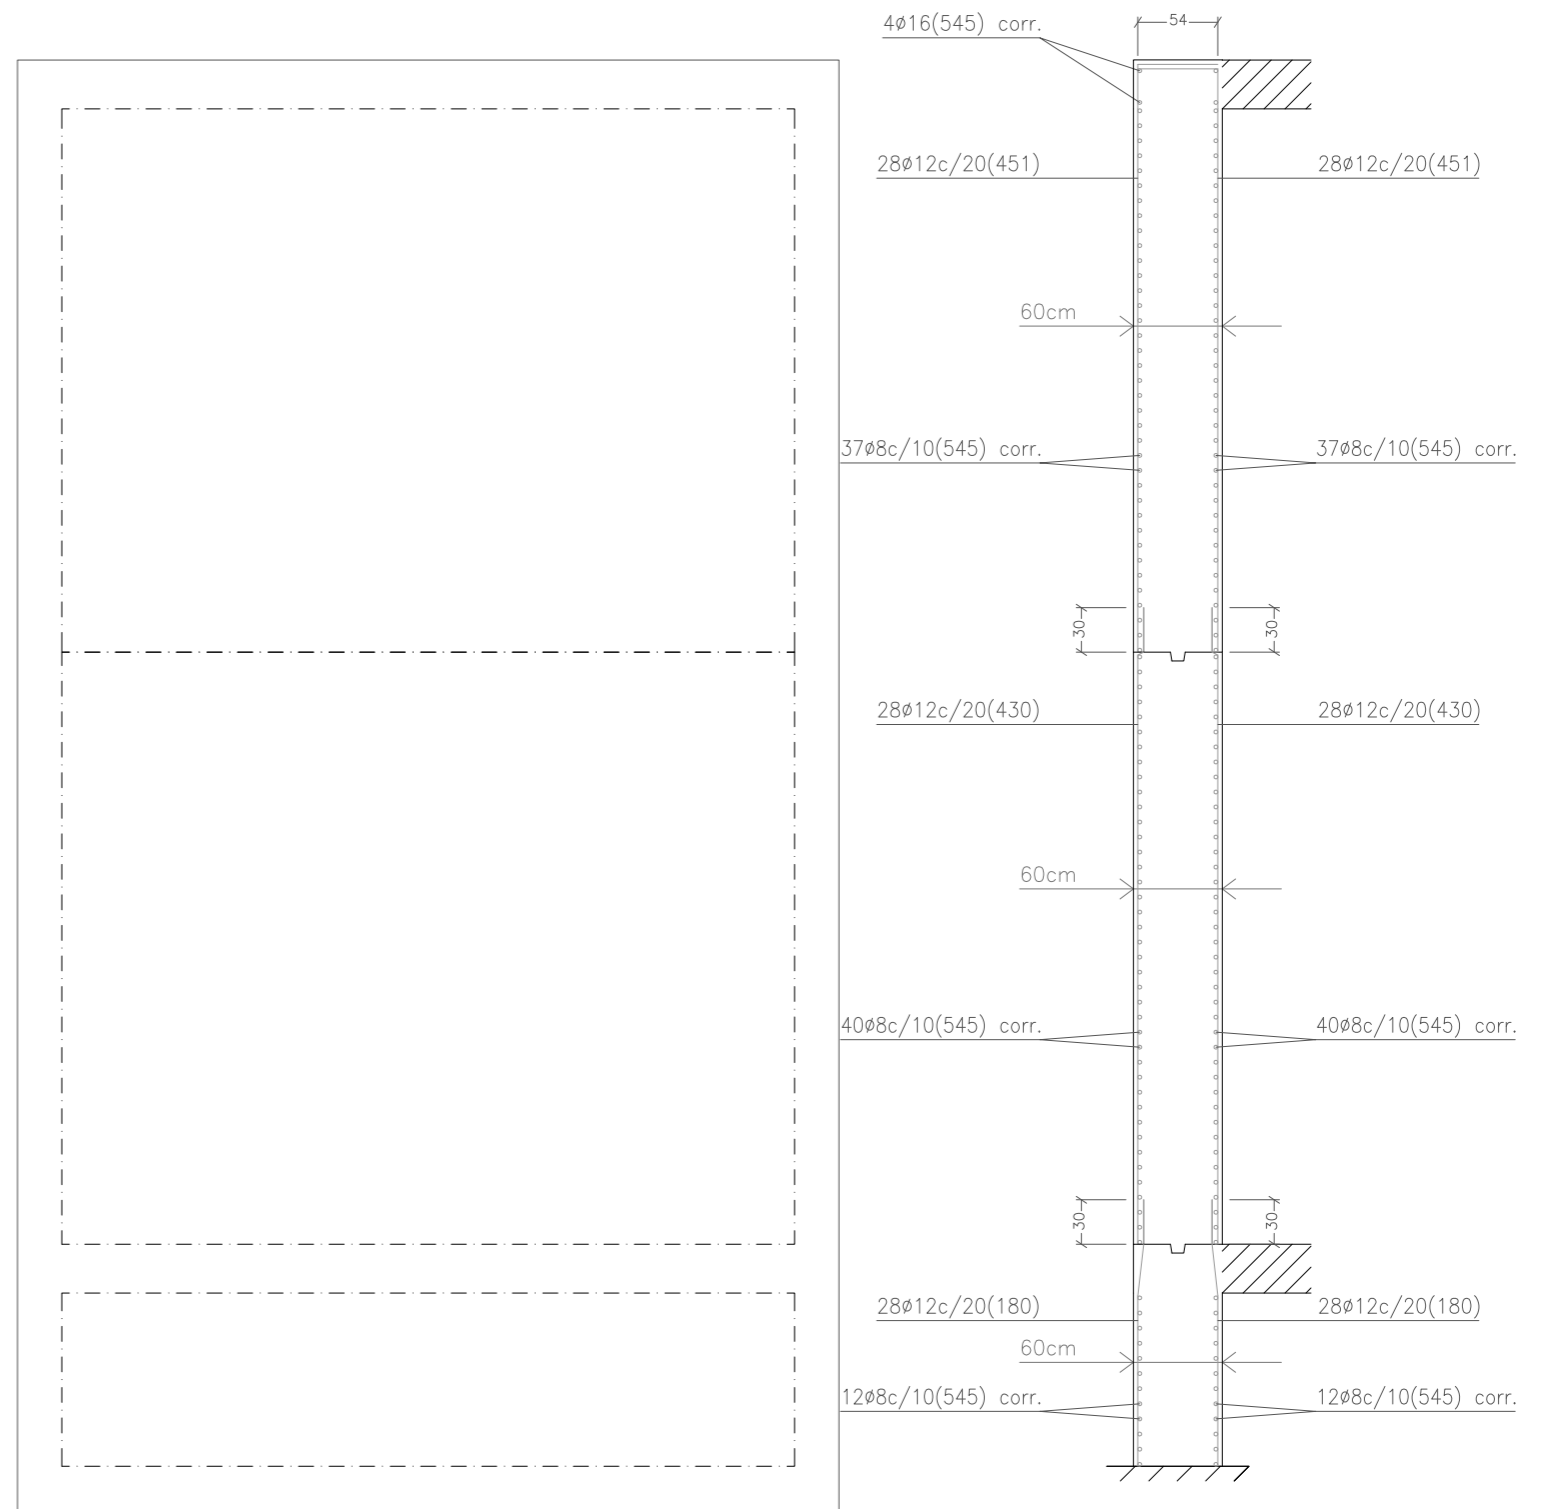 4ø16(545) corr.
54
28ø12c/20(451)
28ø12c/20(451)
60cm
37ø8c/10(545) corr.
37ø8c/10(545) corr.
30
30
28ø12c/20(430)
28ø12c/20(430)
60cm
40ø8c/10(545) corr.
40ø8c/10(545) corr.
30
30
28ø12c/20(180)
28ø12c/20(180)
60cm
12ø8c/10(545) corr.
12ø8c/10(545) corr.